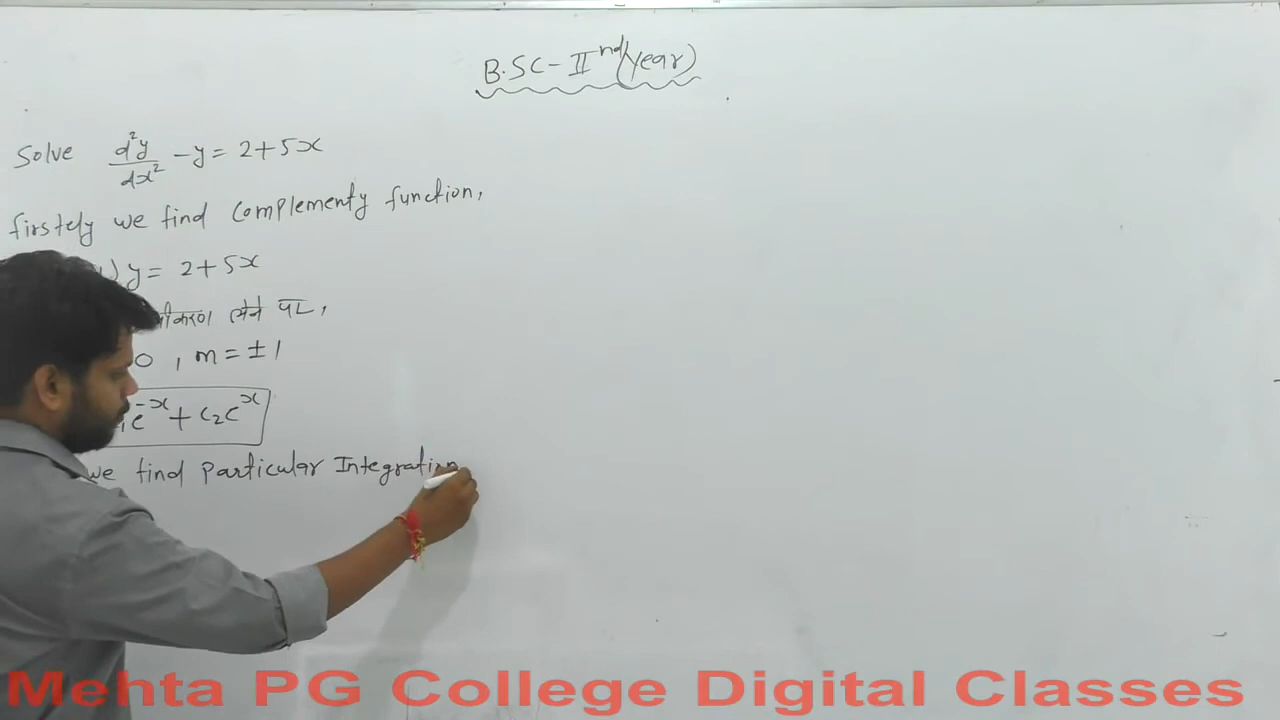 B.SC-IInd(Year)
Solve d²y/dx² - y = 2+5x
firstely we find Complementy function,
y = 2+5x
लेने पर,
0 , m = ±1
e^-x + c₂e^x
we find Particular Integration
Mehta PG College Digital Classes